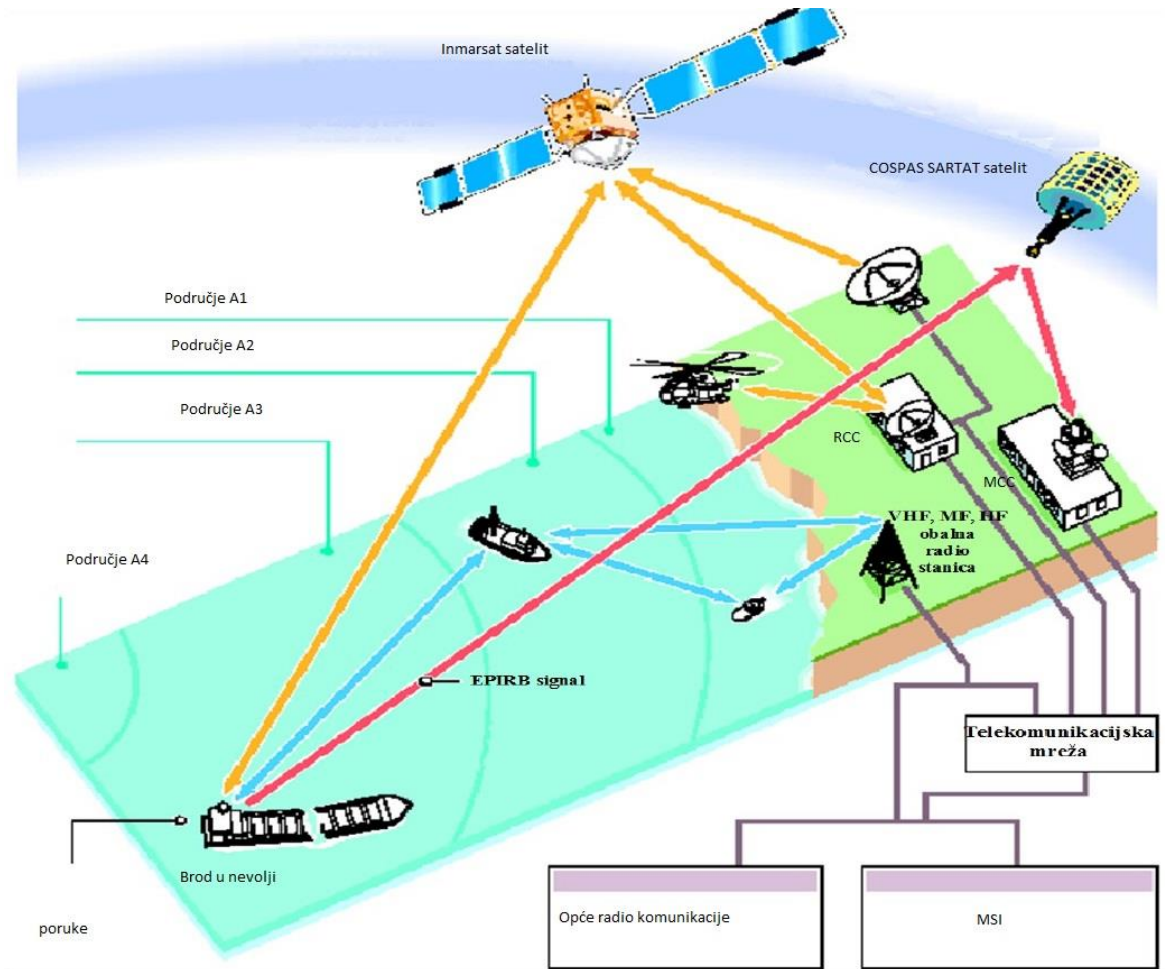 Inmarsat satelit
COSPAS SARTAT satelit
Područje A1
Područje A2
Područje A3
RCC
MCC
VHF, MF, HF
obalna
radio
stanica
Područje A4
EPIRB signal
Telekomunikacijska
mreža
Brod u nevolji
poruke
Opće radio komunikacije
MSI